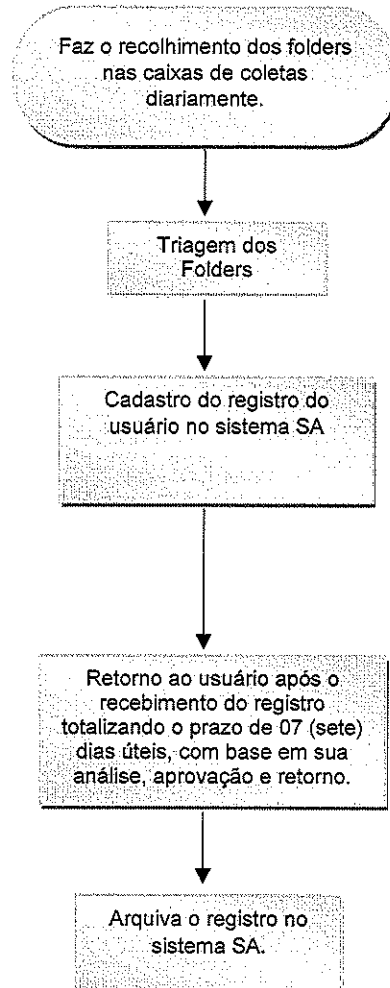 Faz o recolhimento dos folders
nas caixas de coletas
diariamente.
Triagem dos
Folders
Cadastro do registro do
usuário no sistema SA
Retorno ao usuário após o
recebimento do registro
totalizando o prazo de 07 (sete)
dias úteis, com base em sua
análise, aprovação e retorno.
Arquiva o registro no
sistema SA.